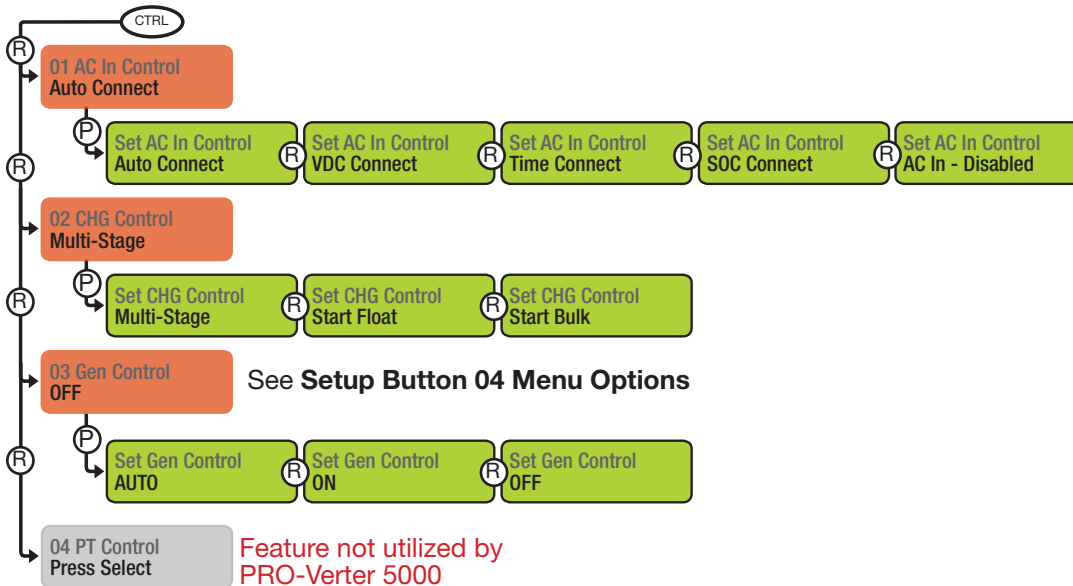 CTRL
R
01 AC In Control
Auto Connect
P
Set AC In Control
Auto Connect
R
Set AC In Control
VDC Connect
R
Set AC In Control
Time Connect
R
Set AC In Control
SOC Connect
R
Set AC In Control
AC In - Disabled
R
02 CHG Control
Multi-Stage
P
Set CHG Control
Multi-Stage
R
Set CHG Control
Start Float
R
Set CHG Control
Start Bulk
R
03 Gen Control
OFF
See Setup Button 04 Menu Options
P
Set Gen Control
AUTO
R
Set Gen Control
ON
R
Set Gen Control
OFF
R
04 PT Control
Press Select
Feature not utilized by
PRO-Verter 5000